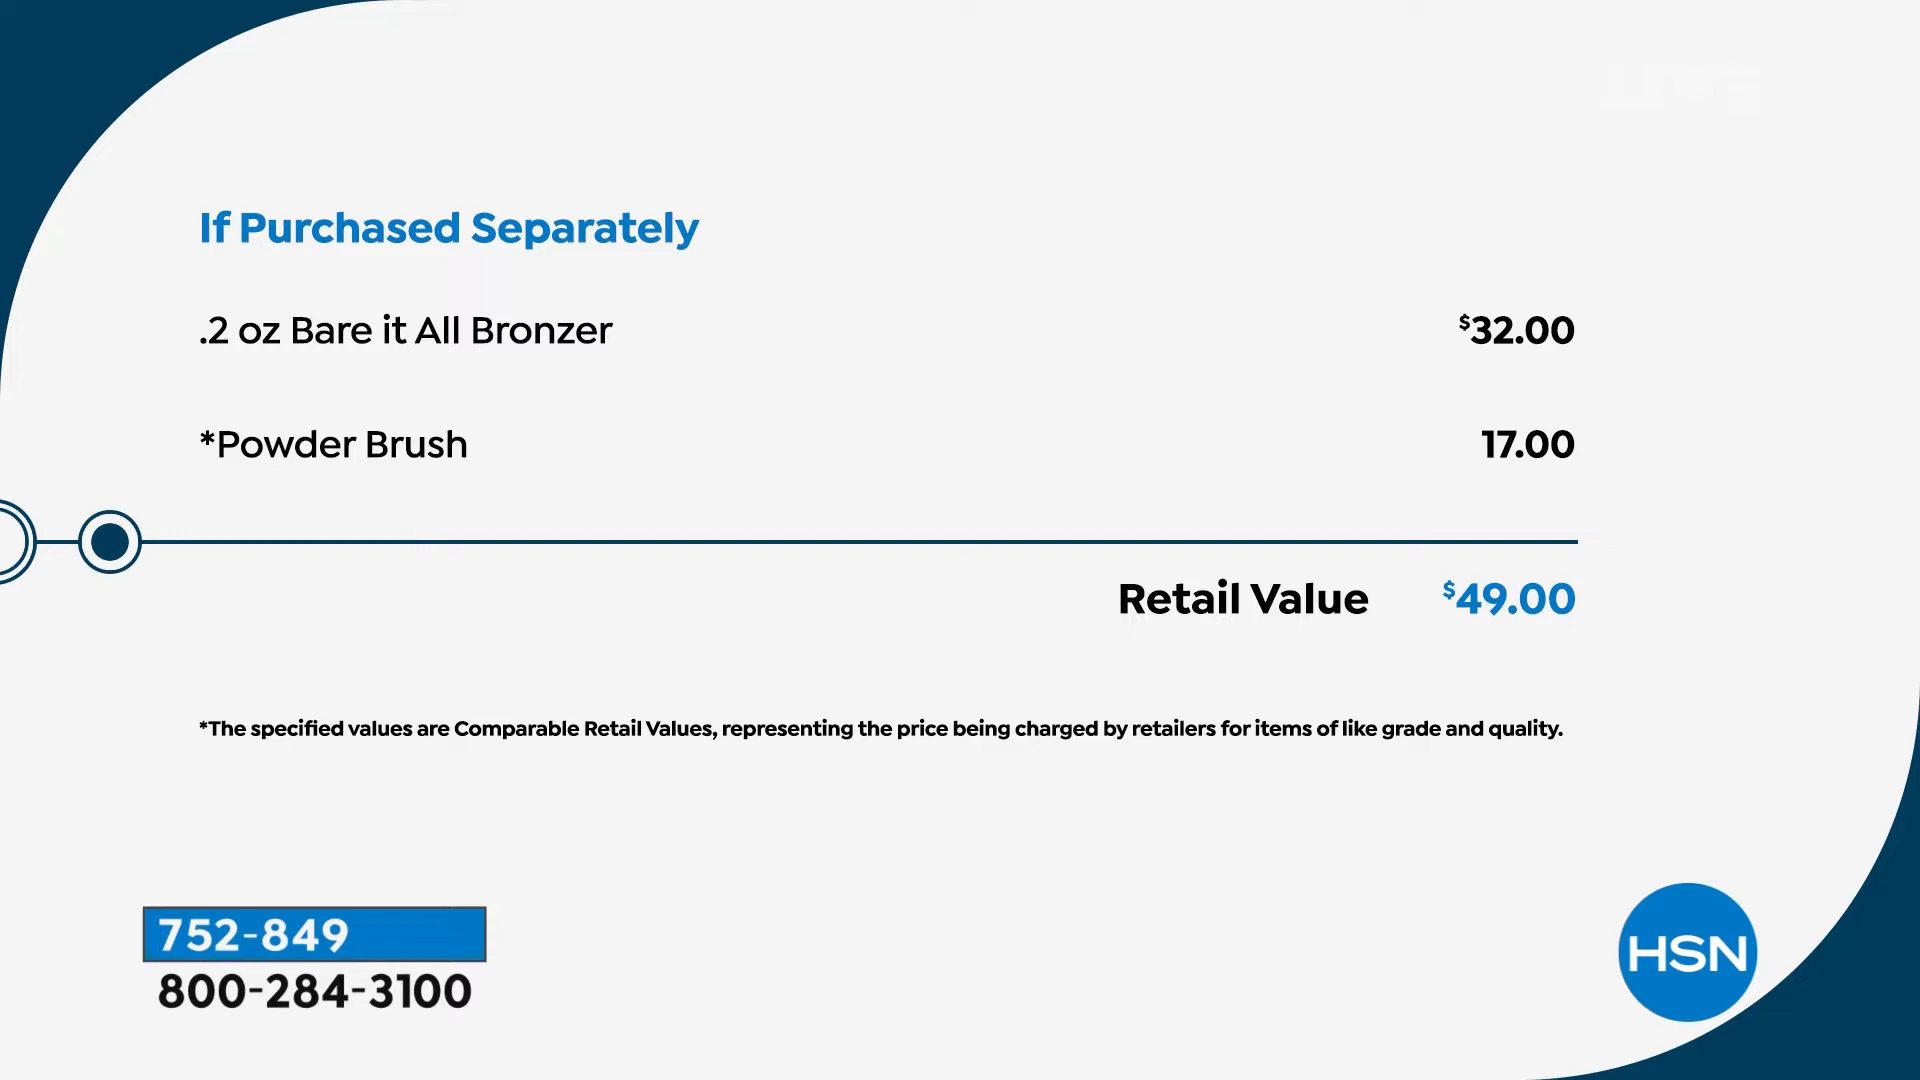 If Purchased Separately
.2 oz Bare it All Bronzer $32.00
*Powder Brush 17.00
Retail Value $49.00
*The specified values are Comparable Retail Values, representing the price being charged by retailers for items of like grade and quality.
752-849
800-284-3100
HSN